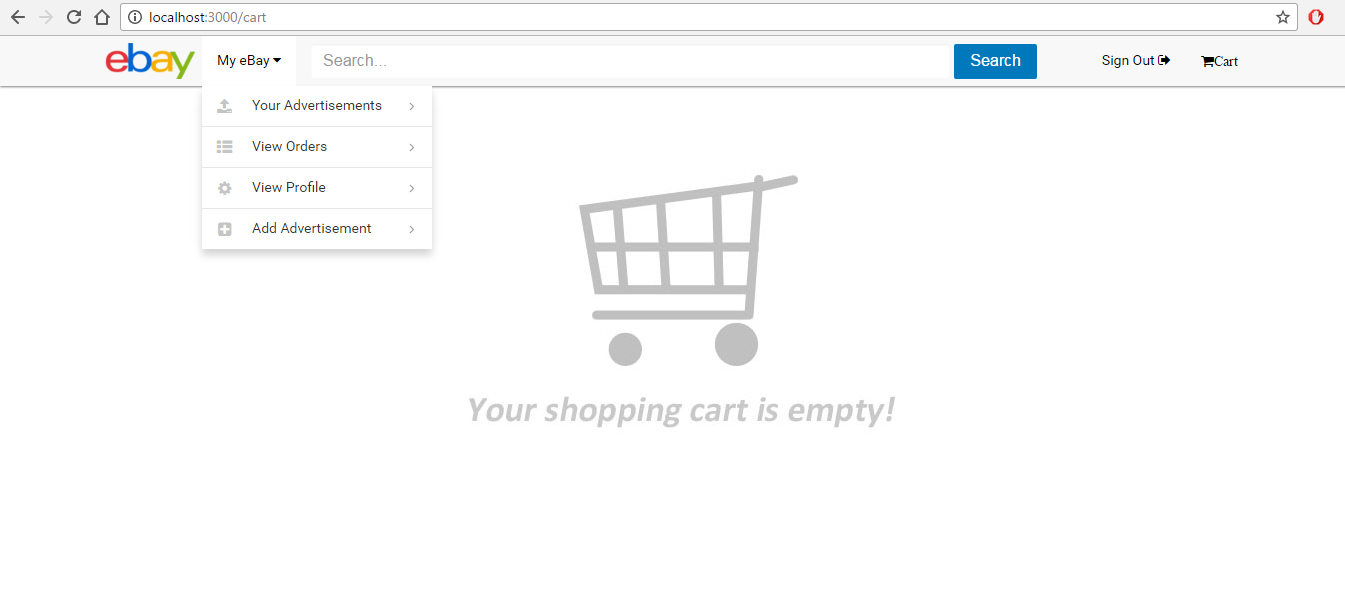 localhost:3000/cart
ebay My eBay Search... Search Sign Out Cart
Your Advertisements
View Orders
View Profile
Add Advertisement
Your shopping cart is empty!